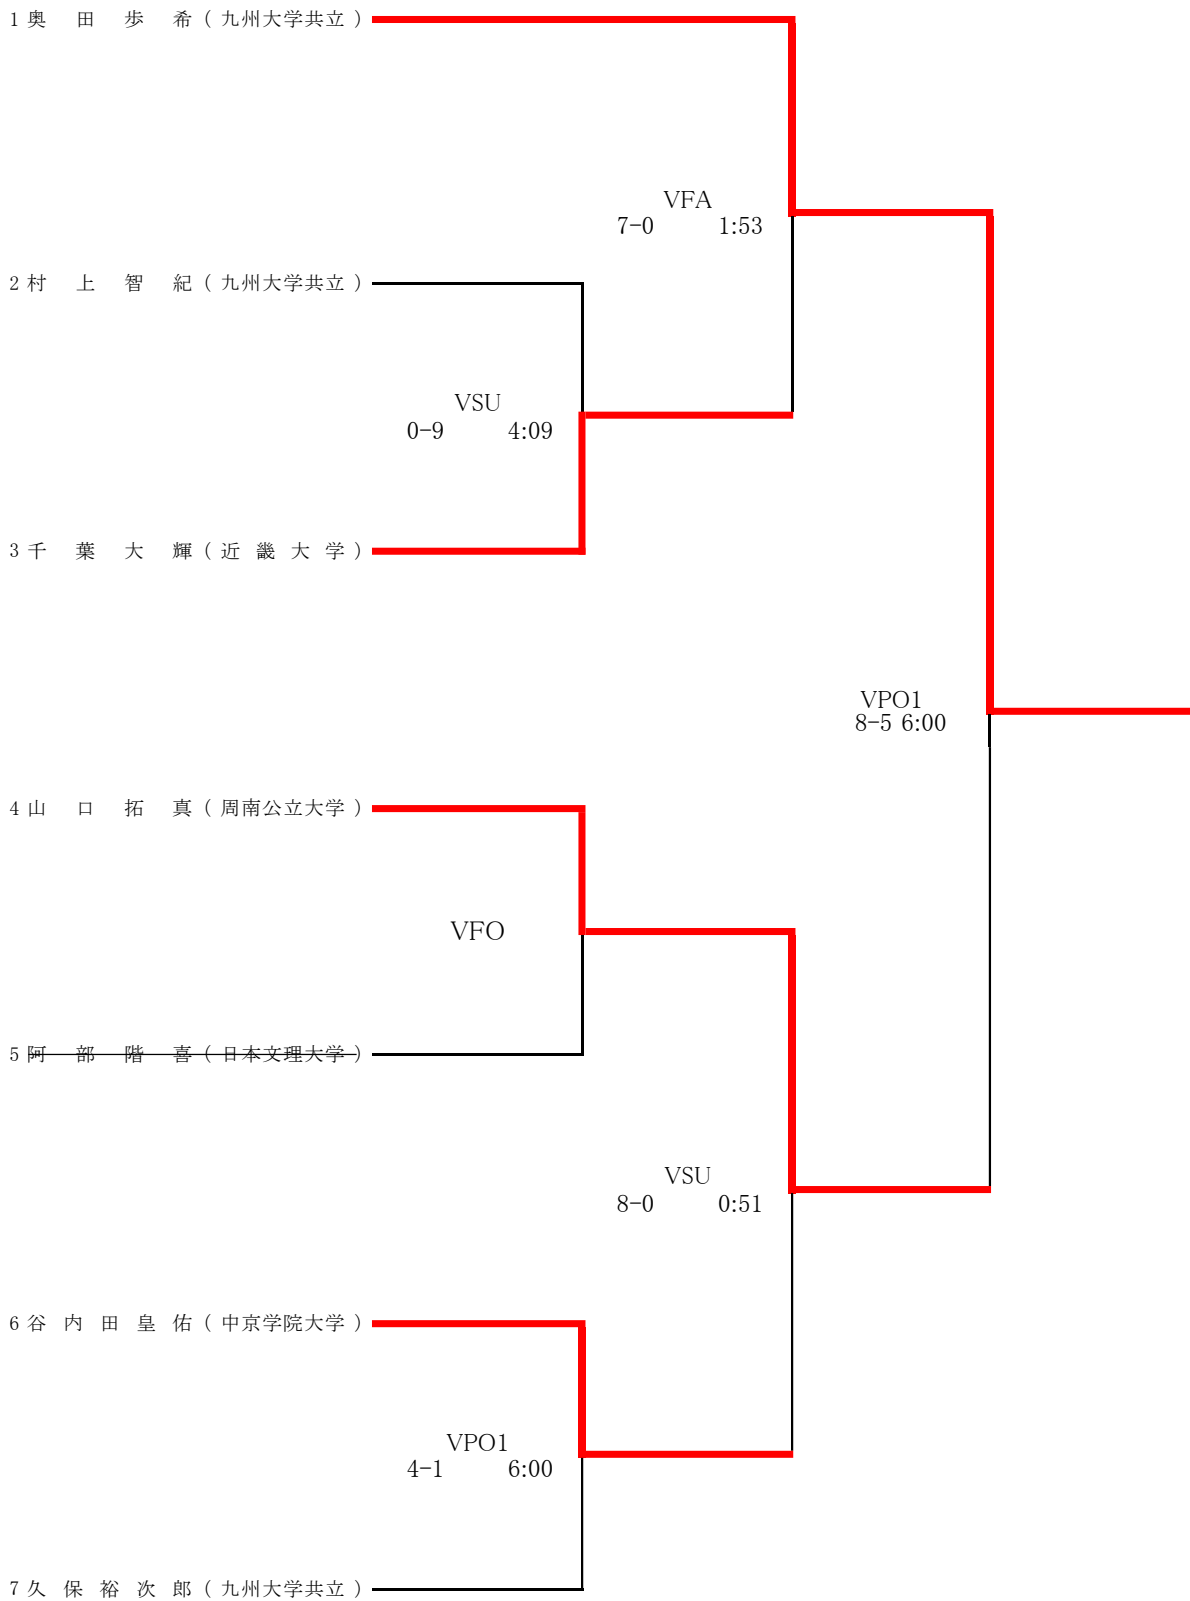 1 奥田歩希 ( 九州大学共立 )
VFA
7-0 1:53
2 村上智紀 ( 九州大学共立 )
VSU
0-9 4:09
3 千葉大輝 ( 近畿大学 )
VPO1
8-5 6:00
4 山口拓真 ( 周南公立大学 )
VFO
5 阿部階喜 ( 日本文理大学 )
VSU
8-0 0:51
6 谷内田皇佑 ( 中京学院大学 )
VPO1
4-1 6:00
7 久保裕次郎 ( 九州大学共立 )